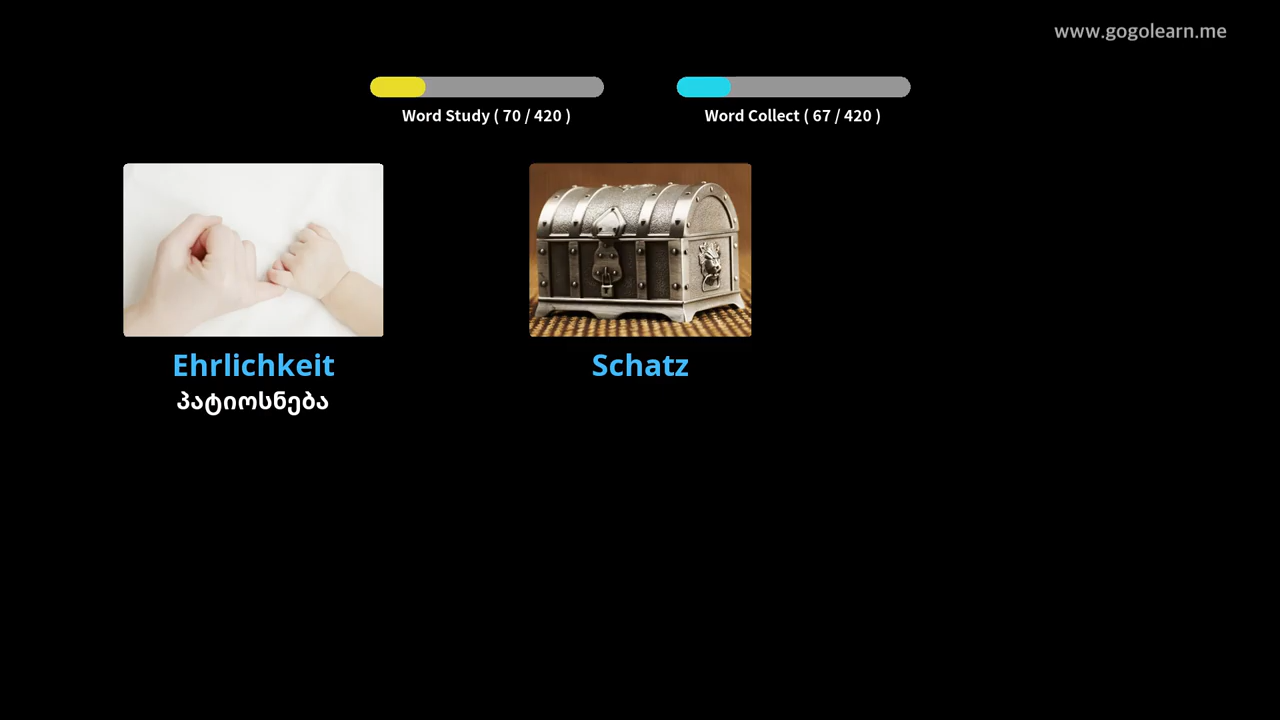 www.gogolearn.me
Word Study ( 70 / 420 )
Word Collect ( 67 / 420 )
Ehrlichkeit
პატიოსნება
Schatz